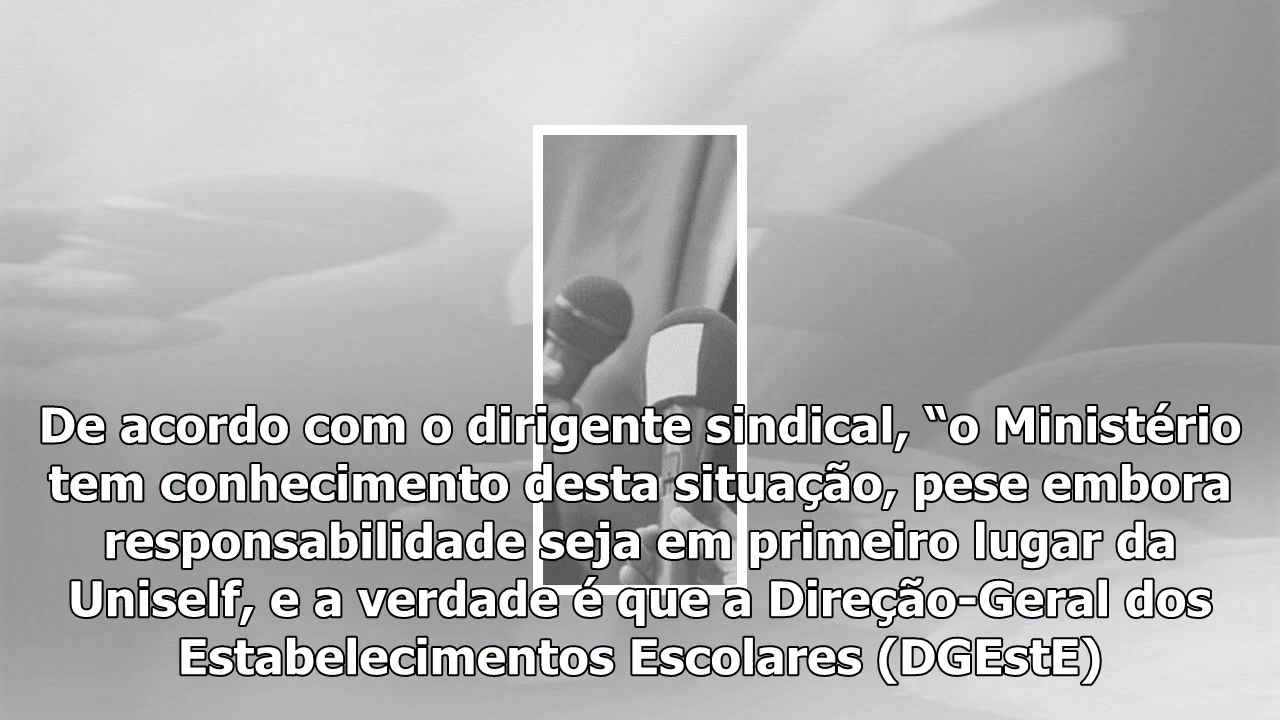 De acordo com o dirigente sindical, “o Ministério
tem conhecimento desta situação, pese embora
responsabilidade seja em primeiro lugar da
Uniself, e a verdade é que a Direção-Geral dos
Estabelecimentos Escolares (DGEstE)